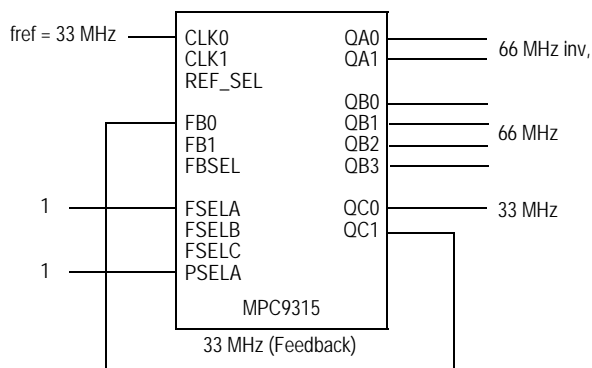 fref = 33 MHz
CLK0
CLK1
REF_SEL
FB0
FB1
FBSEL
1
FSELA
FSELB
FSELC
1
PSELA
QA0
QA1
66 MHz inv,
QB0
QB1
QB2
QB3
66 MHz
QC0
QC1
33 MHz
MPC9315
33 MHz (Feedback)